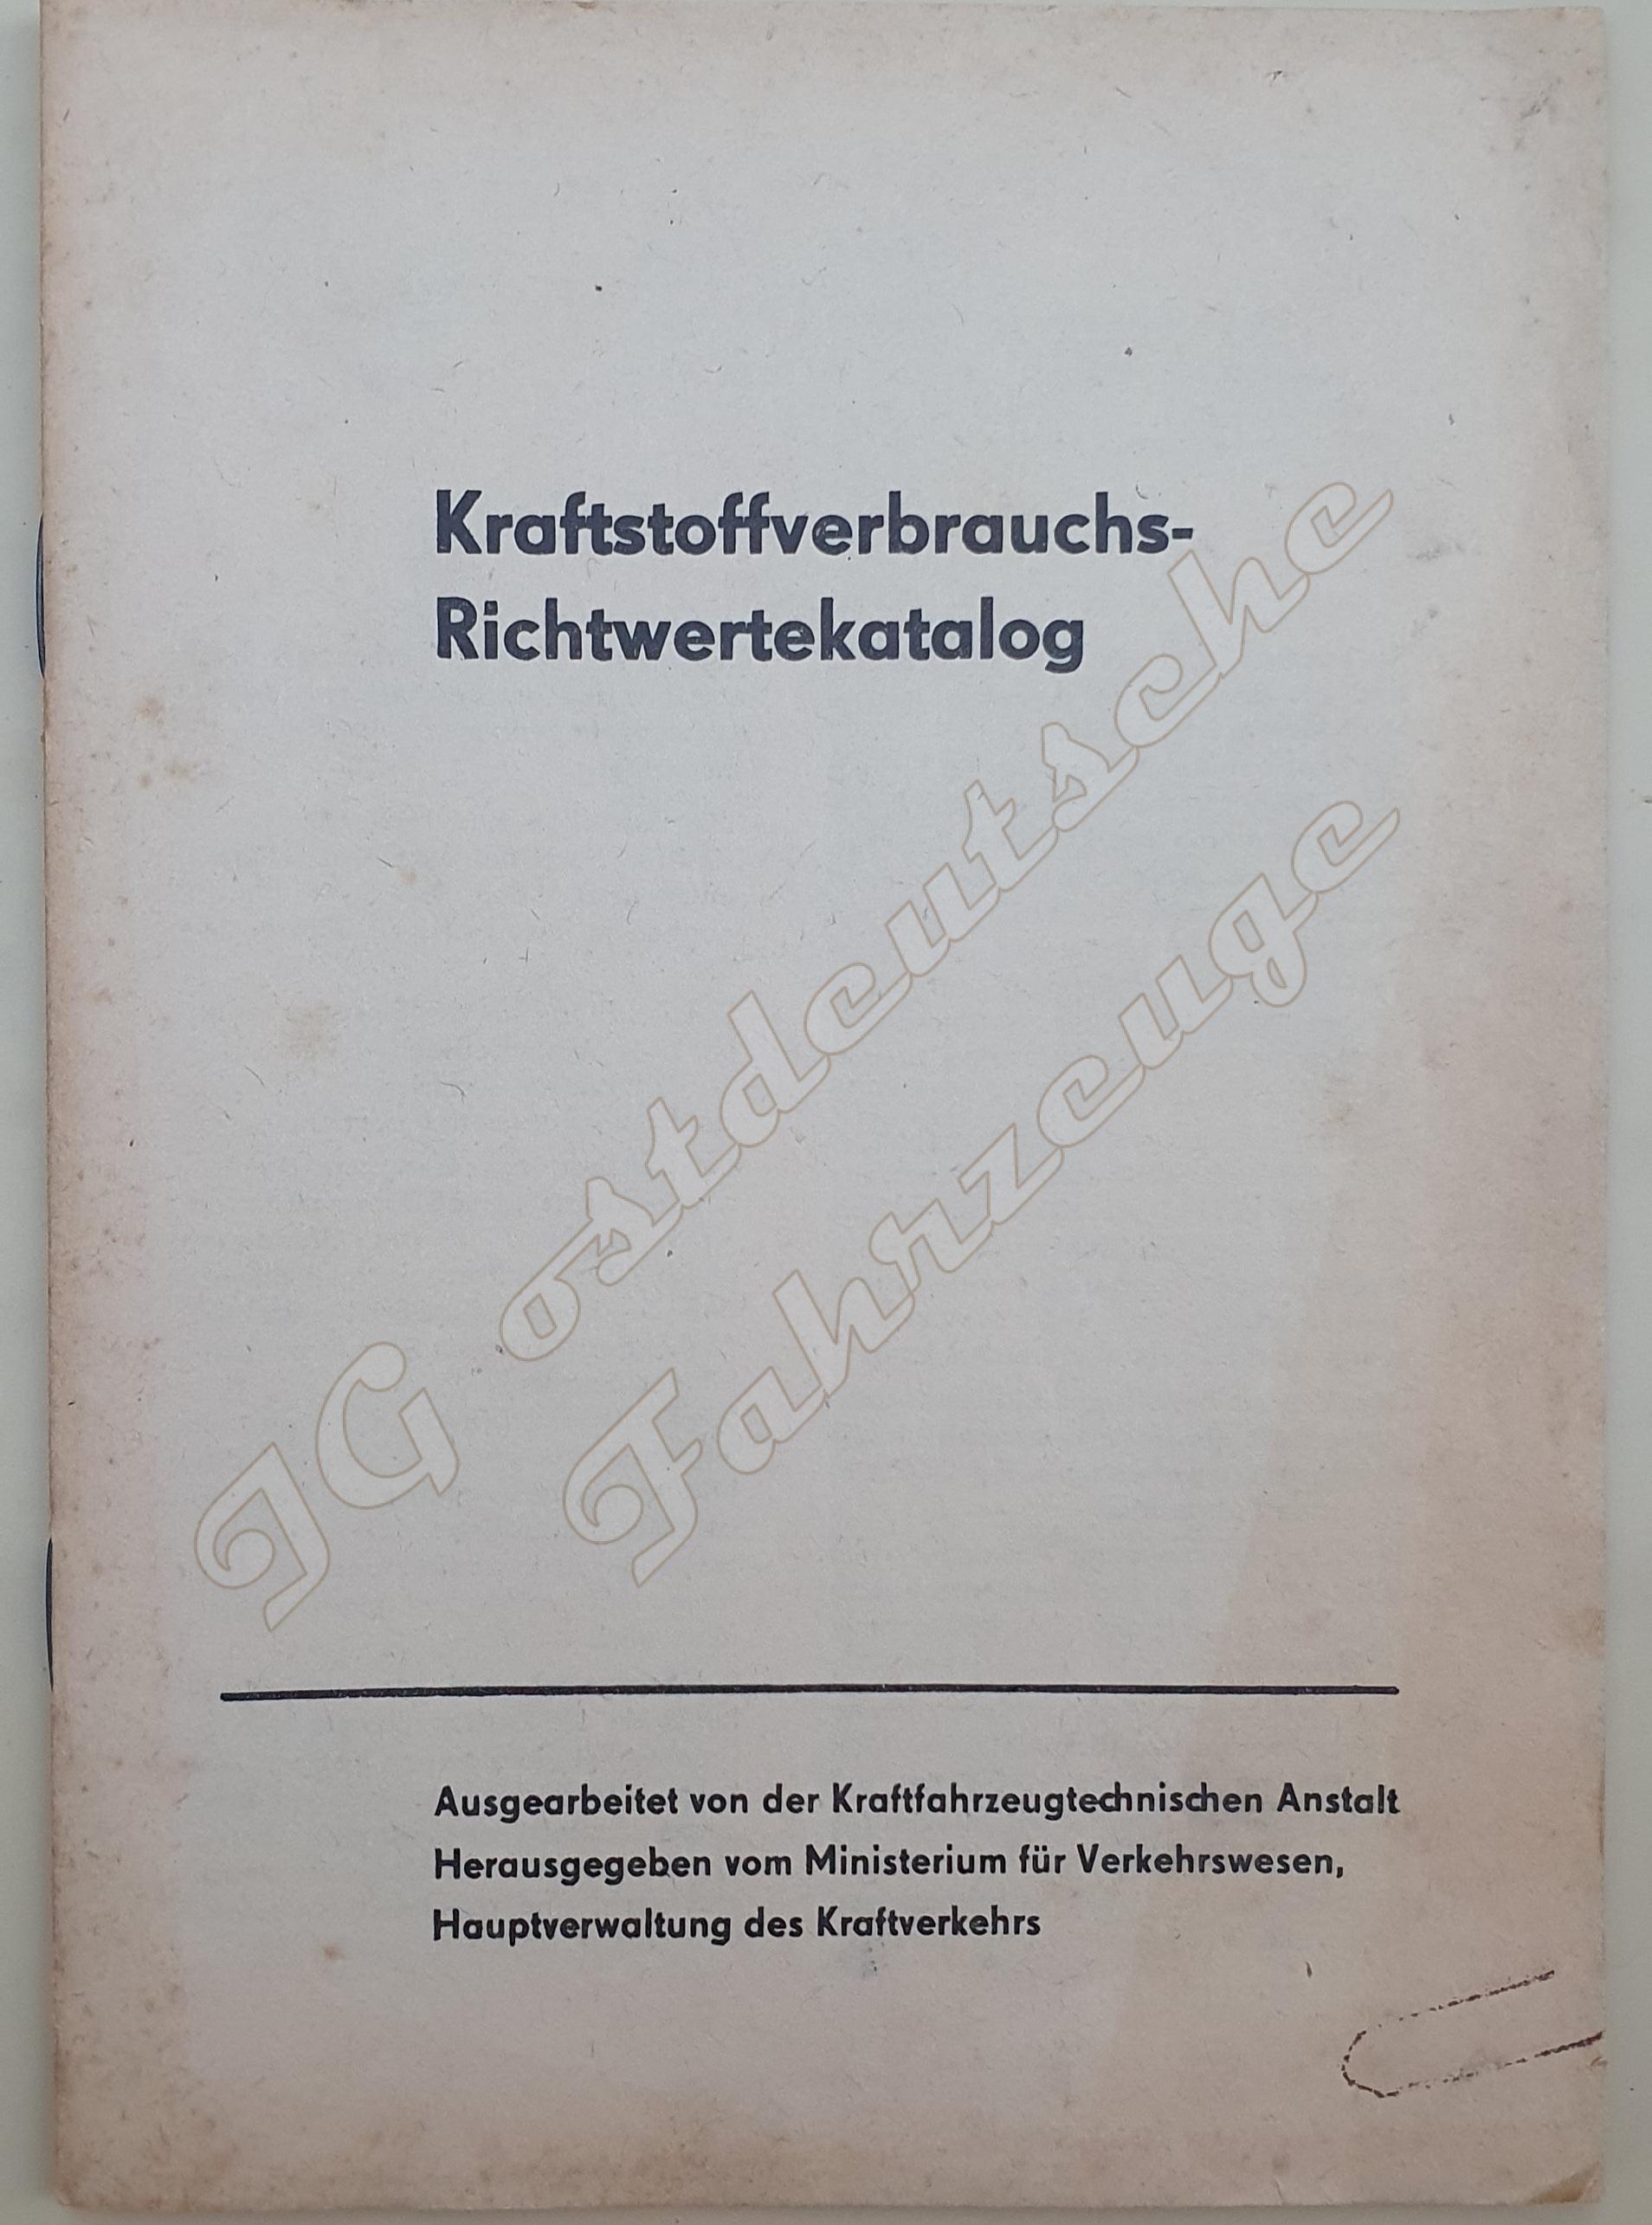 Kraftstoffverbrauchs-
Richtwertekatalog
IG ostdeutsche
Fahrzeuge
Ausgearbeitet von der Kraftfahrzeugtechnischen Anstalt
Herausgegeben vom Ministerium für Verkehrswesen,
Hauptverwaltung des Kraftverkehrs